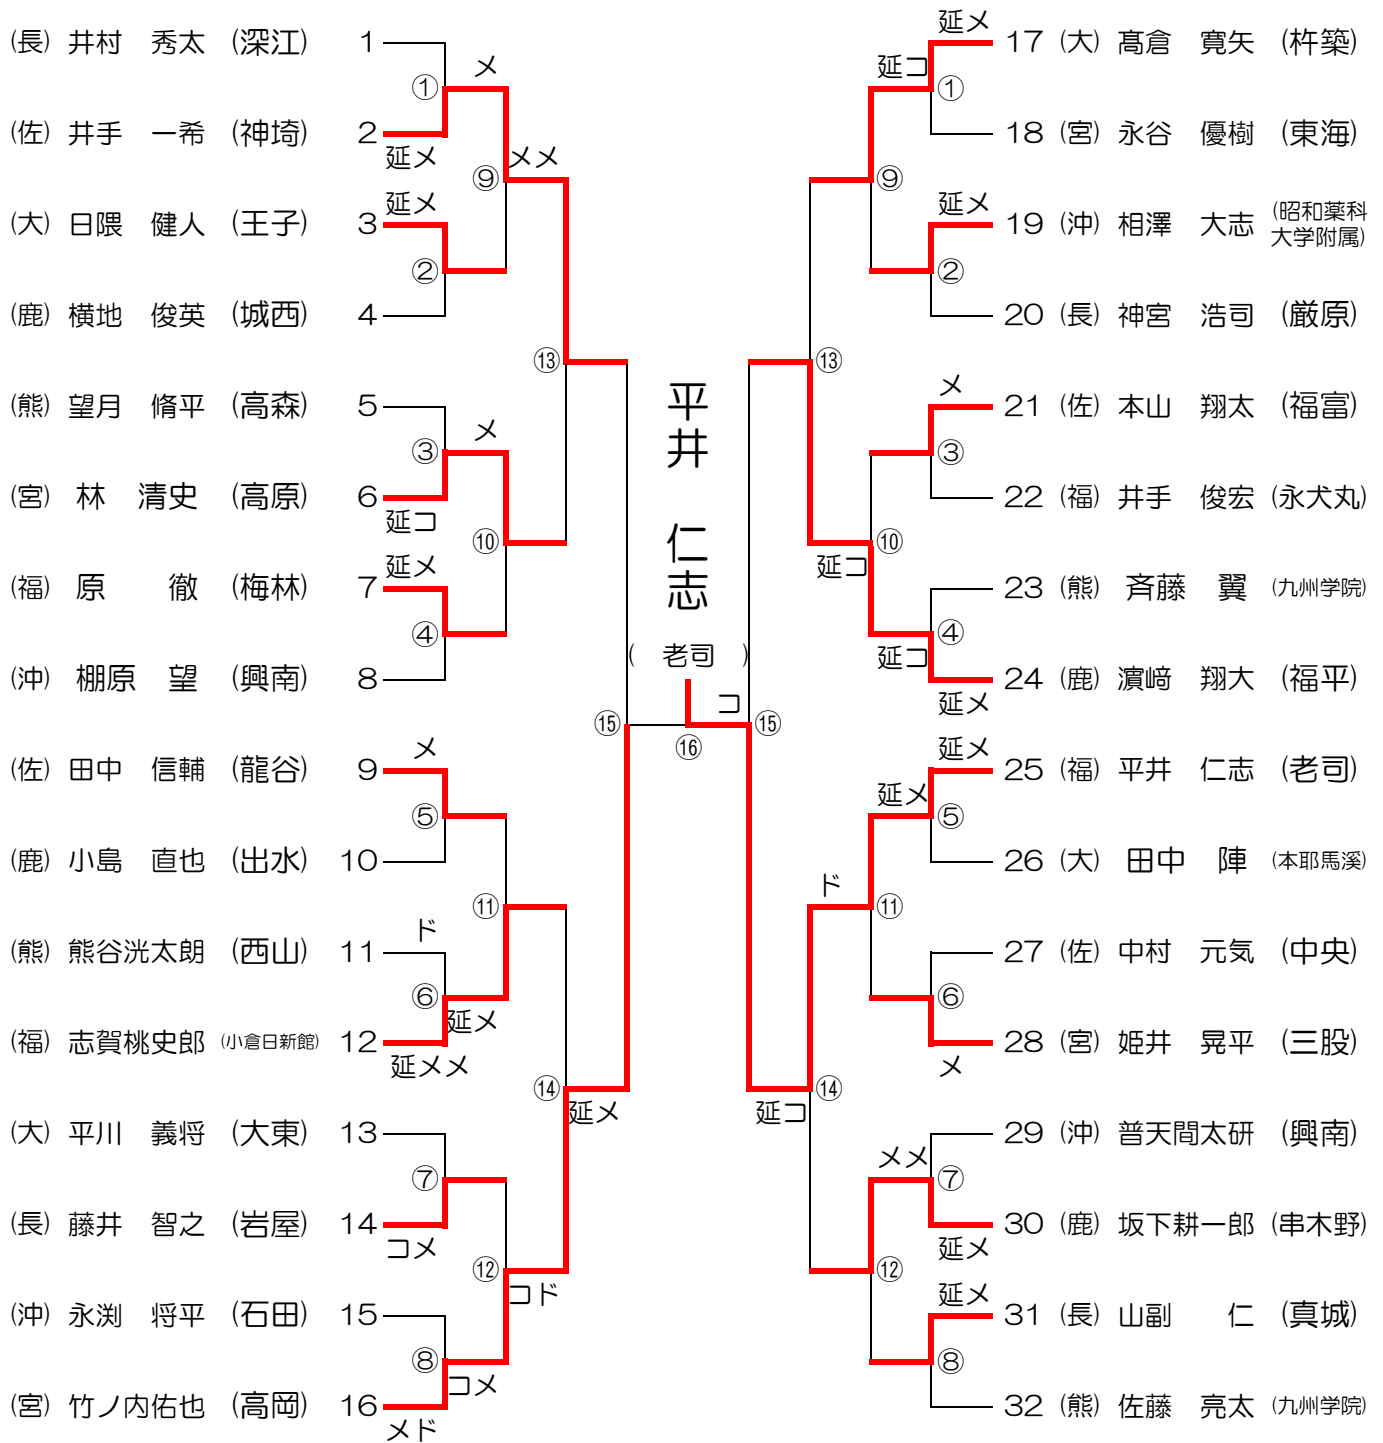 (長) 井村 秀太 (深江) 1
(佐) 井手 一希 (神埼) 2
(大) 日隈 健人 (王子) 3
(鹿) 横地 俊英 (城西) 4
(熊) 望月 脩平 (高森) 5
(宮) 林 清史 (高原) 6
(福) 原 徹 (梅林) 7
(沖) 棚原 望 (興南) 8
(佐) 田中 信輔 (龍谷) 9
(鹿) 小島 直也 (出水) 10
(熊) 熊谷洸太朗 (西山) 11
(福) 志賀桃史郎 (小倉日新館) 12
(大) 平川 義将 (大東) 13
(長) 藤井 智之 (岩屋) 14
(沖) 永渕 将平 (石田) 15
(宮) 竹ノ内佑也 (高岡) 16
① メ
延メ
⑨ メメ
延メ
②
⑬
③ メ
延コ
⑩
延メ
④
⑮
メ
⑤
⑪
ド
⑥ 延メ
延メメ
⑭ 延メ
⑦
コメ
⑫ コド
⑧ コメ
メド
平井 仁志
( 老司 )
コ
⑯
延メ
延コ ①
⑨
延メ
②
⑬
メ
③
⑩
延コ
④
延コ
延メ
⑮
延メ
延メ ⑤
ド ⑪
⑥
メ
⑭
延コ
メメ ⑦
延メ
⑫
延メ
⑧
17 (大) 髙倉 寛矢 (杵築)
18 (宮) 永谷 優樹 (東海)
19 (沖) 相澤 大志 (昭和薬科
大学附属)
20 (長) 神宮 浩司 (厳原)
21 (佐) 本山 翔太 (福富)
22 (福) 井手 俊宏 (永犬丸)
23 (熊) 斉藤 翼 (九州学院)
24 (鹿) 濵﨑 翔大 (福平)
25 (福) 平井 仁志 (老司)
26 (大) 田中 陣 (本耶馬溪)
27 (佐) 中村 元気 (中央)
28 (宮) 姫井 晃平 (三股)
29 (沖) 普天間太研 (興南)
30 (鹿) 坂下耕一郎 (串木野)
31 (長) 山副 仁 (真城)
32 (熊) 佐藤 亮太 (九州学院)